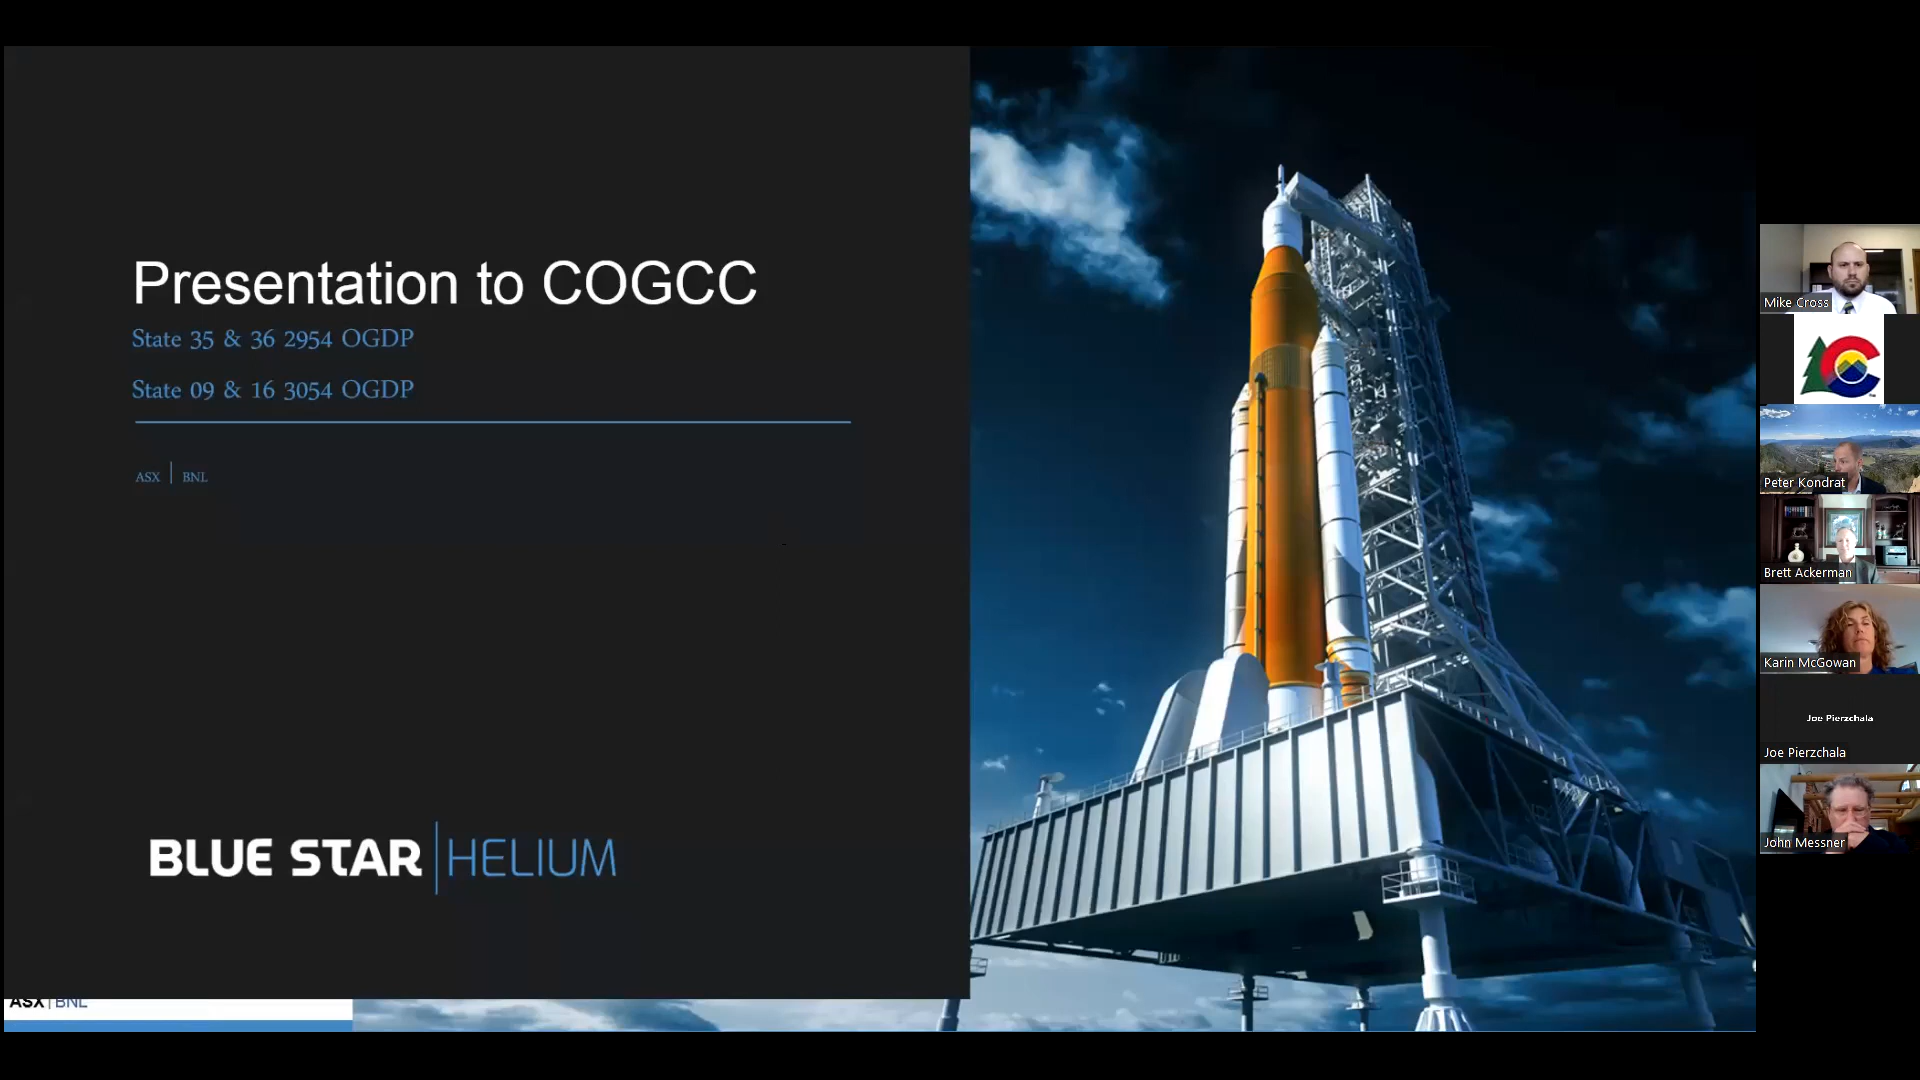 Presentation to COGCC
State 35 & 36 2954 OGDP
State 09 & 16 3054 OGDP
ASX | BNL
BLUE STAR | HELIUM
ASX | BNL
Mike Cross
Peter Kondrat
Brett Ackerman
Karin McGowan
Joe Pierzchala
Joe Pierzchala
John Messner